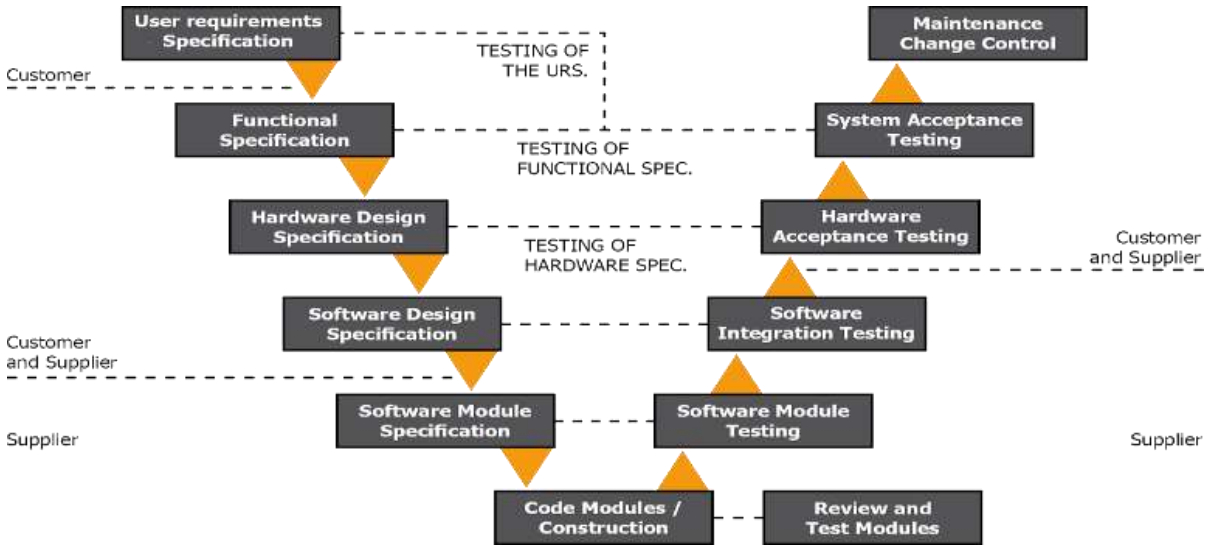 User requirements
Specification
Maintenance
Change Control
TESTING OF
THE URS.
Customer
Functional
Specification
System Acceptance
Testing
TESTING OF
FUNCTIONAL SPEC.
Hardware Design
Specification
Hardware
Acceptance Testing
TESTING OF
HARDWARE SPEC.
Customer
and Supplier
Software Design
Specification
Software
Integration Testing
Customer
and Supplier
Software Module
Specification
Software Module
Testing
Supplier
Supplier
Code Modules /
Construction
Review and
Test Modules